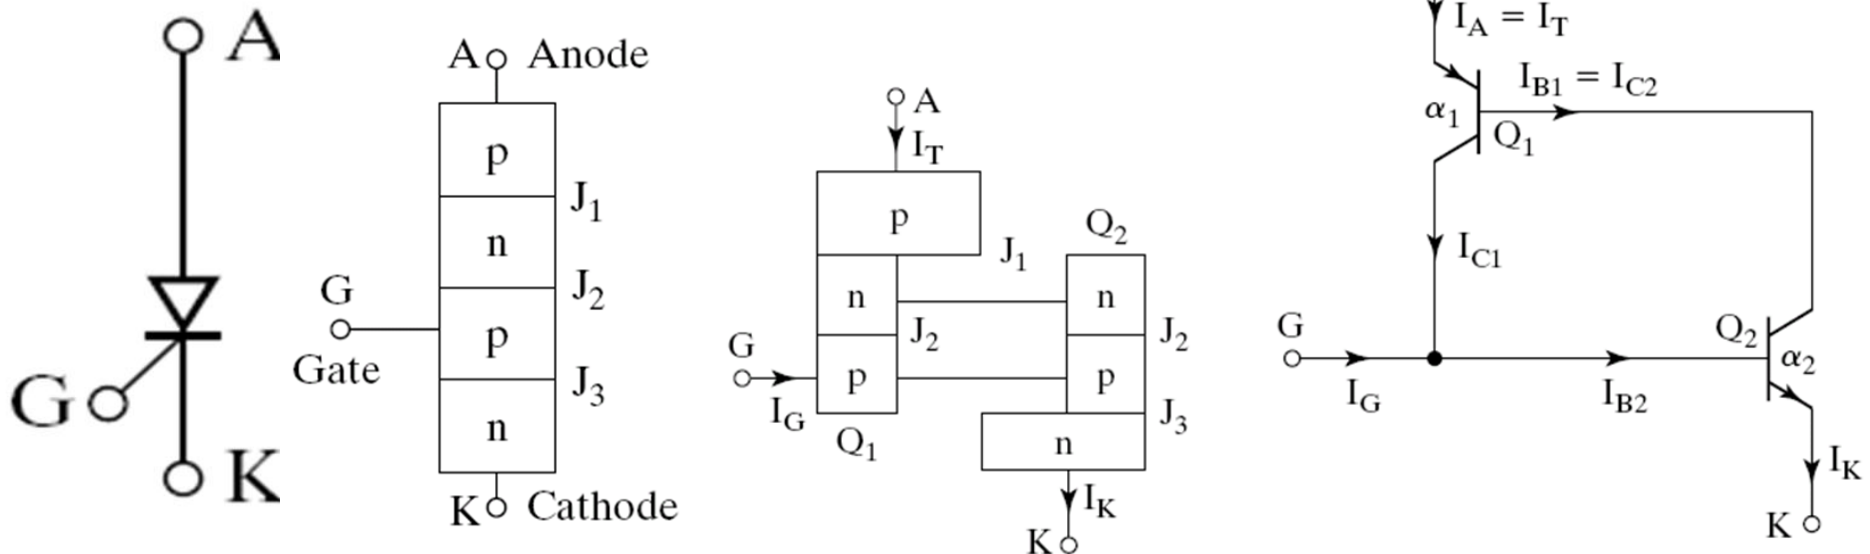 A
G
K
A Anode
p
J1
n
J2
G
Gate
p
J3
n
K Cathode
A
IT
p
Q2
J1
n
n
J2
J2
G
IG
p
p
J3
Q1
n
IK
K
IA = IT
IB1 = IC2
α1
Q1
IC1
G
IG
IB2
Q2
α2
IK
K